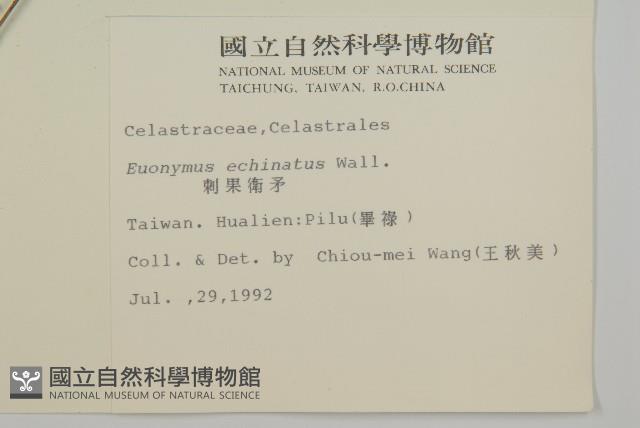 國立自然科學博物館
NATIONAL MUSEUM OF NATURAL SCIENCE
TAICHUNG, TAIWAN, R.O.CHINA
Celastraceae,Celastrales
Euonymus echinatus Wall.
刺果衛矛
Taiwan. Hualien:Pilu(畢祿)
Coll. & Det. by Chiou-mei Wang(王秋美)
Jul. ,29,1992
國立自然科學博物館
NATIONAL MUSEUM OF NATURAL SCIENCE